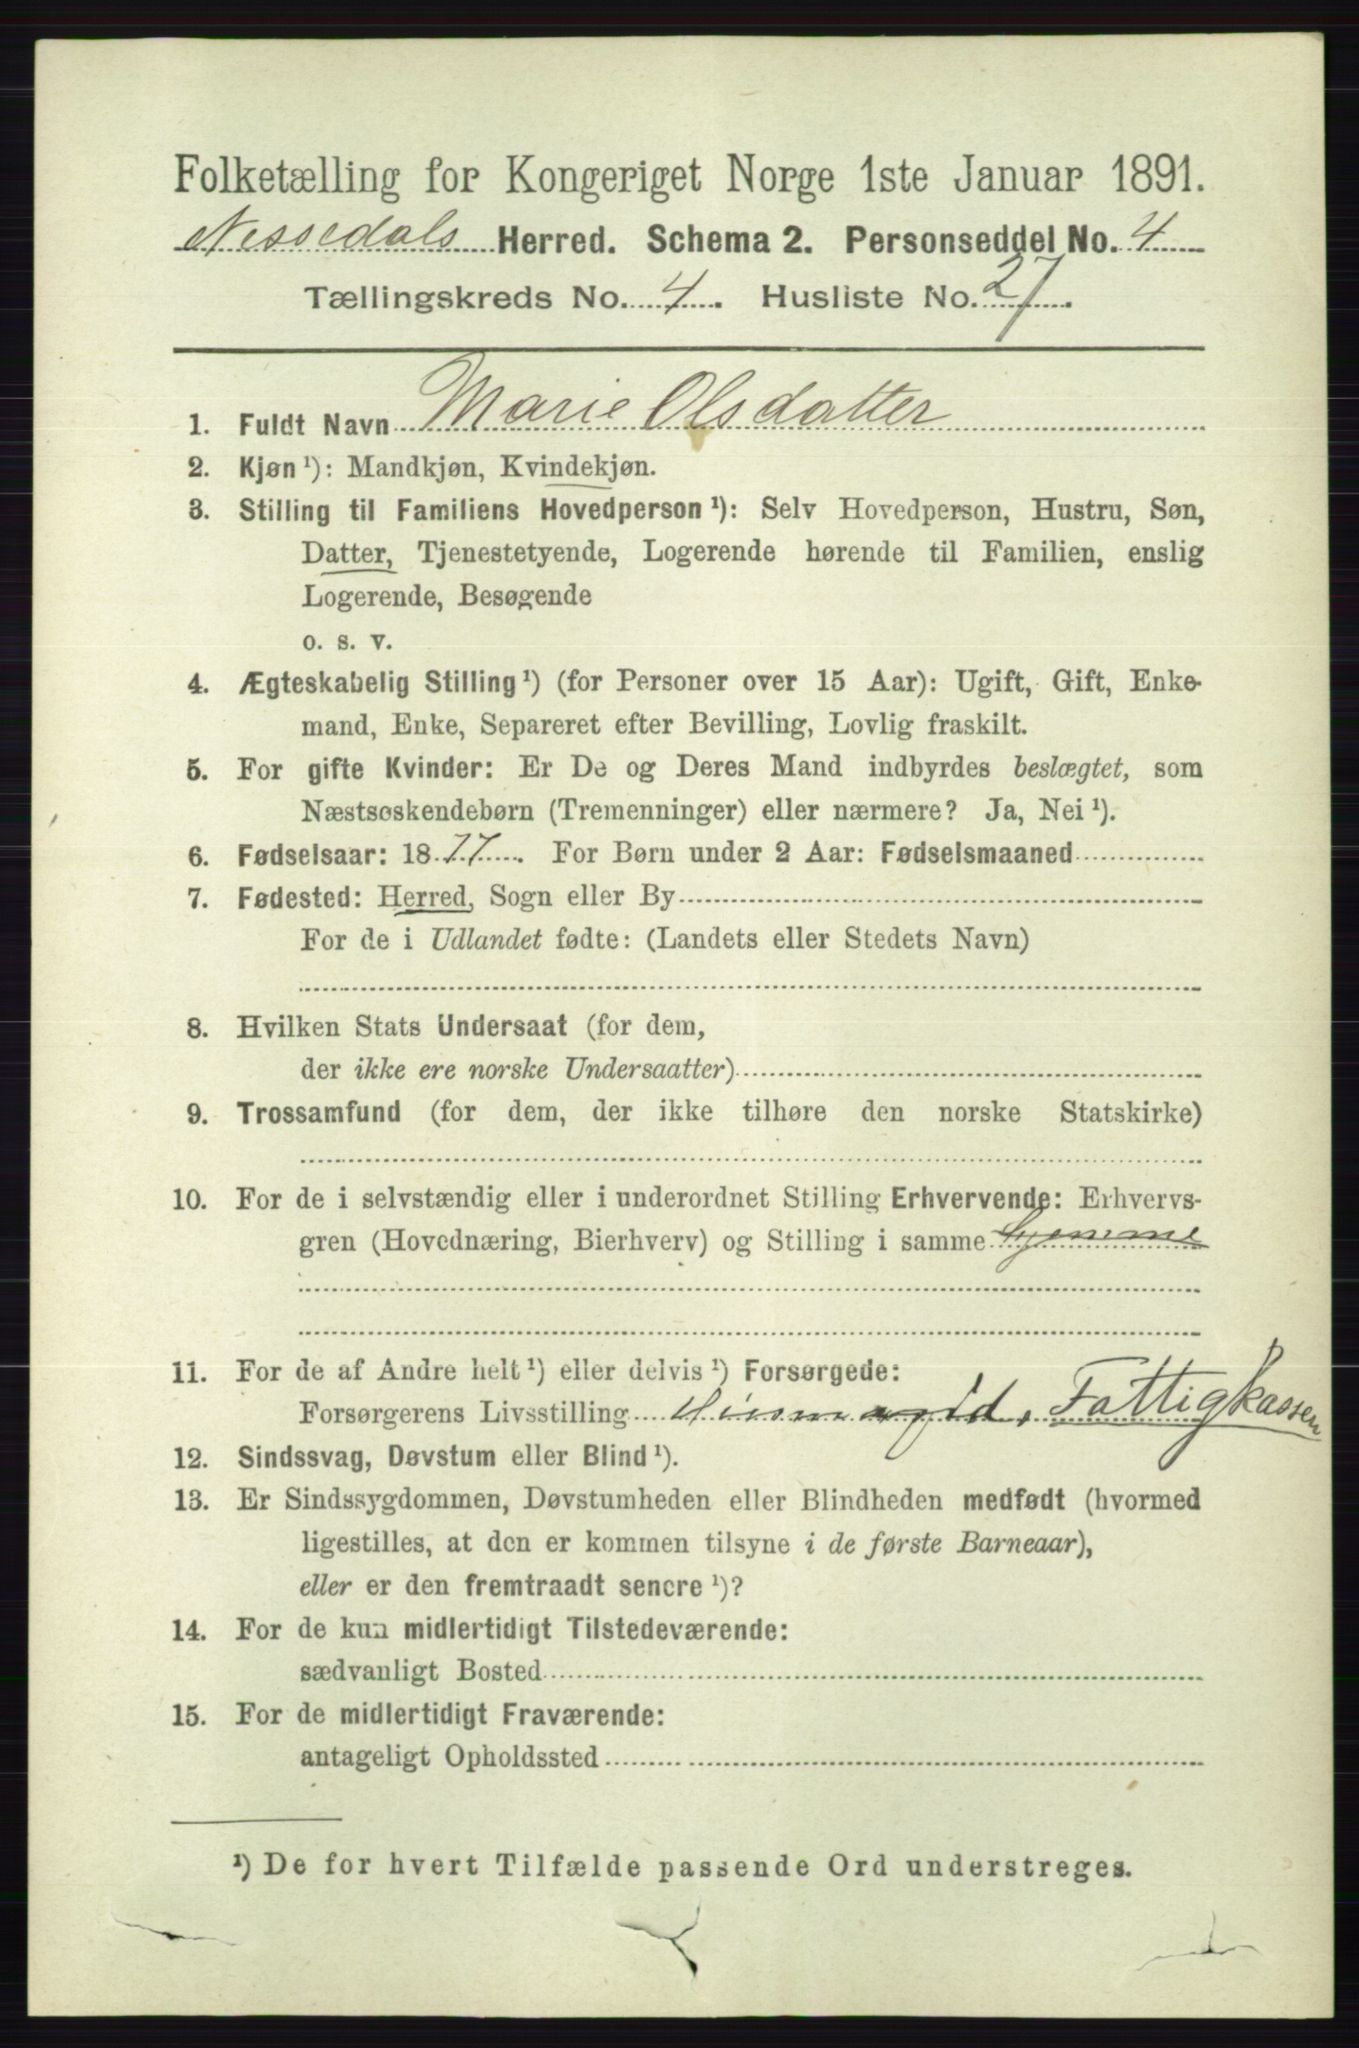 Folketælling for Kongeriget Norge 1ste Januar 1891.
Nissedals Herred. Schema 2. Personseddel No. 4
Tællingskreds No. 4. Husliste No. 27.
1. Fuldt Navn Marie Olsdatter
2. Kjøn ¹): Mandkjøn, Kvindekjøn.
3. Stilling til Familiens Hovedperson ¹): Selv Hovedperson, Hustru, Søn,
Datter, Tjenestetyende, Logerende hørende til Familien, enslig
Logerende, Besøgende
o. s. v.
4. Ægteskabelig Stilling ¹) (for Personer over 15 Aar): Ugift, Gift, Enke-
mand, Enke, Separeret efter Bevilling, Lovlig fraskilt.
5. For gifte Kvinder: Er De og Deres Mand indbyrdes beslægtet, som
Næstsøskendebørn (Tremenninger) eller nærmere? Ja, Nei ¹).
6. Fødselsaar: 1877. For Børn under 2 Aar: Fødselsmaaned
7. Fødested: Herred, Sogn eller By
For de i Udlandet fødte: (Landets eller Stedets Navn)
8. Hvilken Stats Undersaat (for dem,
der ikke ere norske Undersaatter)
9. Trossamfund (for dem, der ikke tilhøre den norske Statskirke)
10. For de i selvstændig eller i underordnet Stilling Erhvervende: Erhvervs-
gren (Hovednæring, Bierhverv) og Stilling i samme hjemme
11. For de af Andre helt ¹) eller delvis ¹) Forsørgede:
Forsørgerens Livsstilling Fattigkassen
12. Sindssvag, Døvstum eller Blind ¹).
13. Er Sindssygdommen, Døvstumheden eller Blindheden medfødt (hvormed
ligestilles, at den er kommen tilsyne i de første Barneaar),
eller er den fremtraadt senere ¹)?
14. For de kun midlertidigt Tilstedeværende:
sædvanligt Bosted
15. For de midlertidigt Fraværende:
antageligt Opholdssted
¹) De for hvert Tilfælde passende Ord understreges.